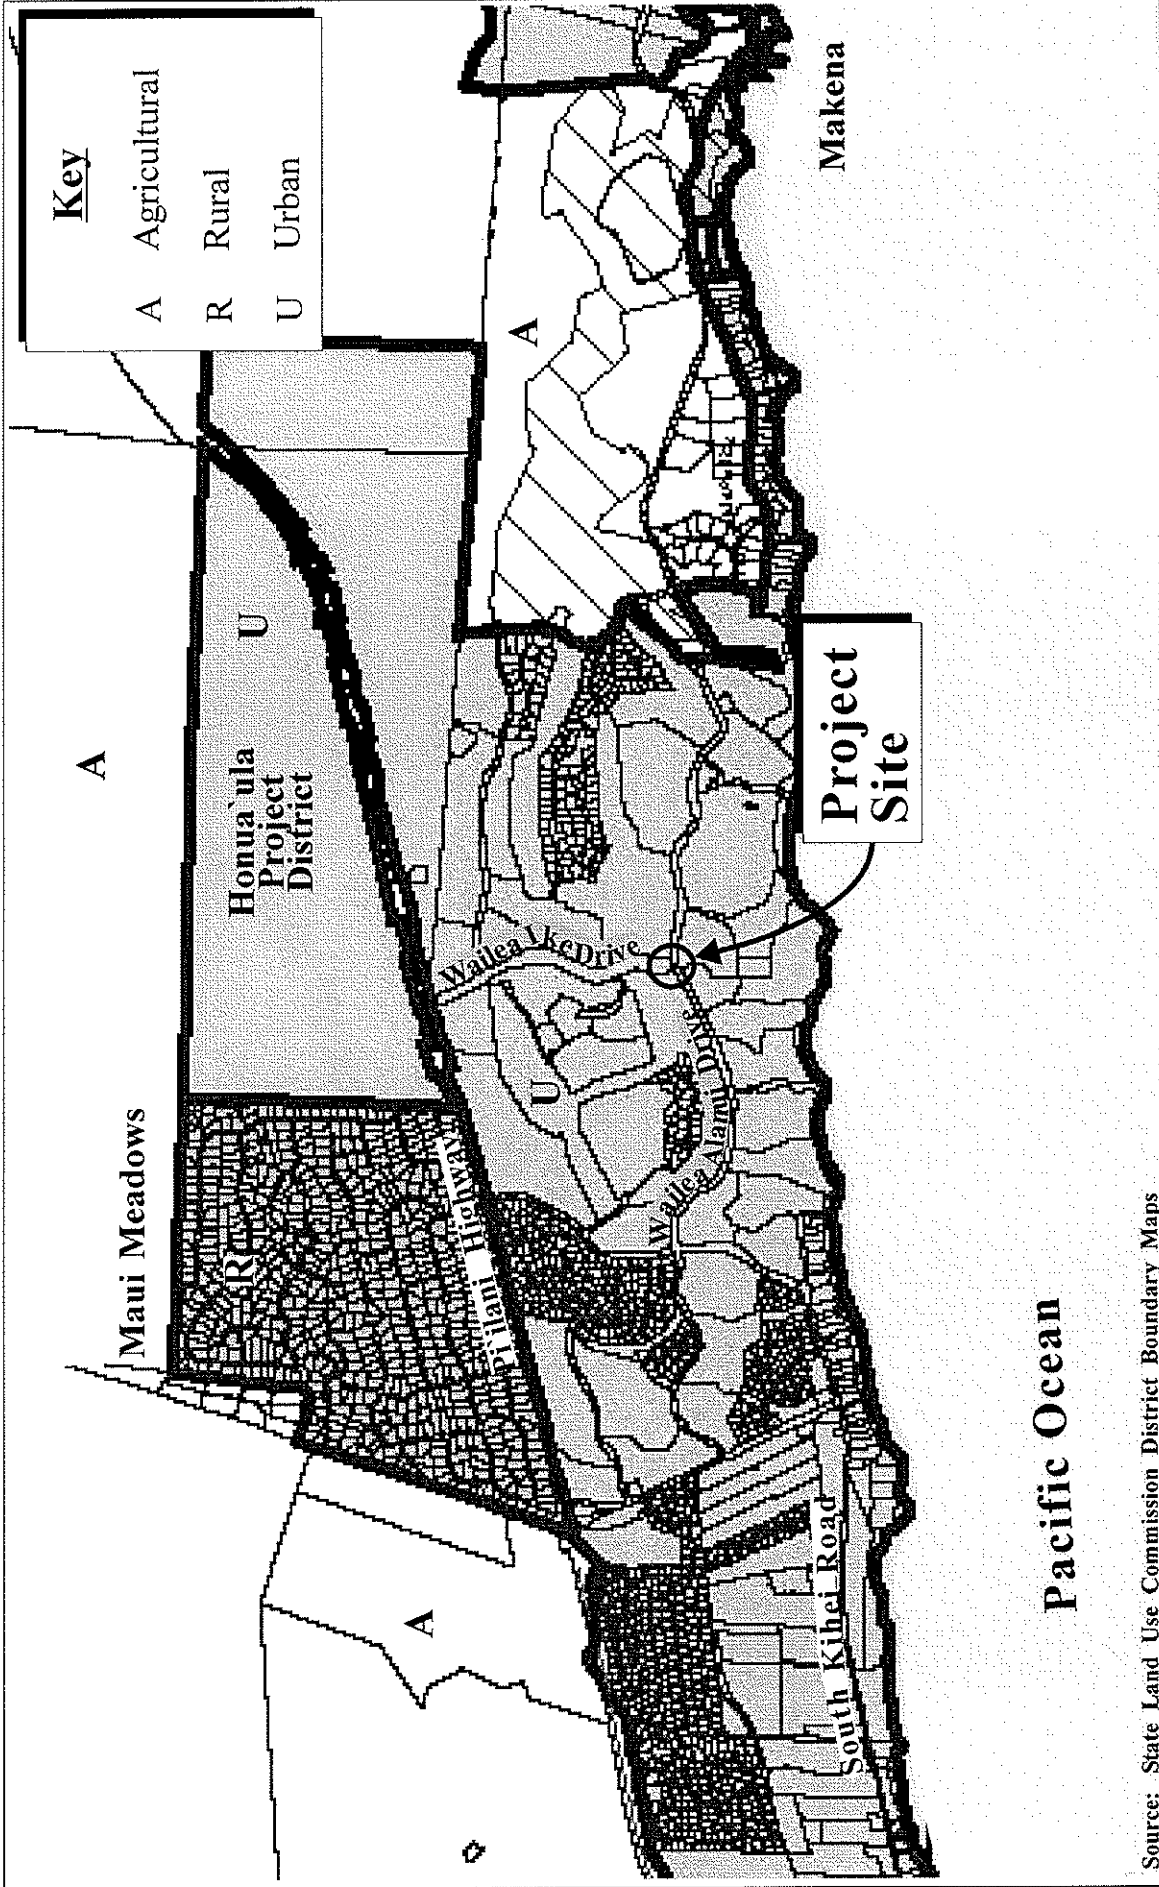 Key
A Agricultural
R Rural
U Urban
Maui Meadows
A
Honua`ula
Project
District
U
R
A
A
Pi`ilani Highway
Wailea Ike Drive
U
Wailea Alanui Drive
South Kihei Road
Project
Site
Makena
Pacific Ocean
Source: State Land Use Commission District Boundary Maps